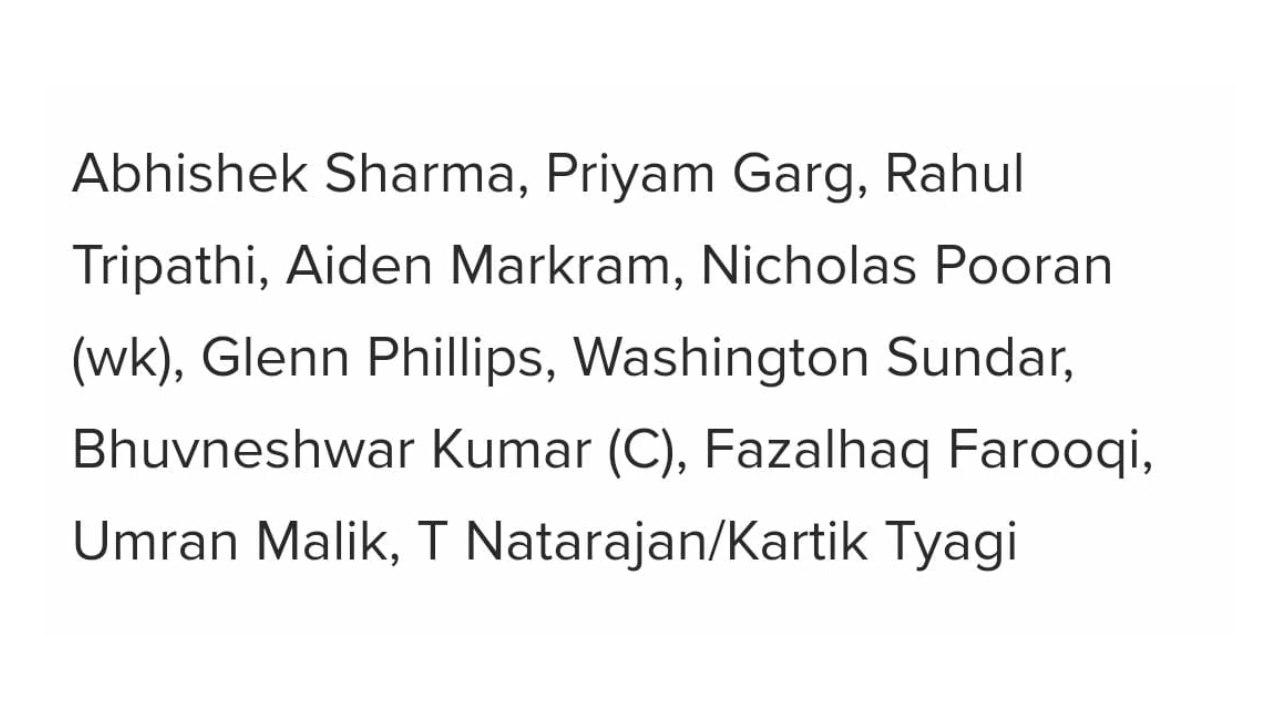 Abhishek Sharma, Priyam Garg, Rahul
Tripathi, Aiden Markram, Nicholas Pooran
(wk), Glenn Phillips, Washington Sundar,
Bhuvneshwar Kumar (C), Fazalhaq Farooqi,
Umran Malik, T Natarajan/Kartik Tyagi